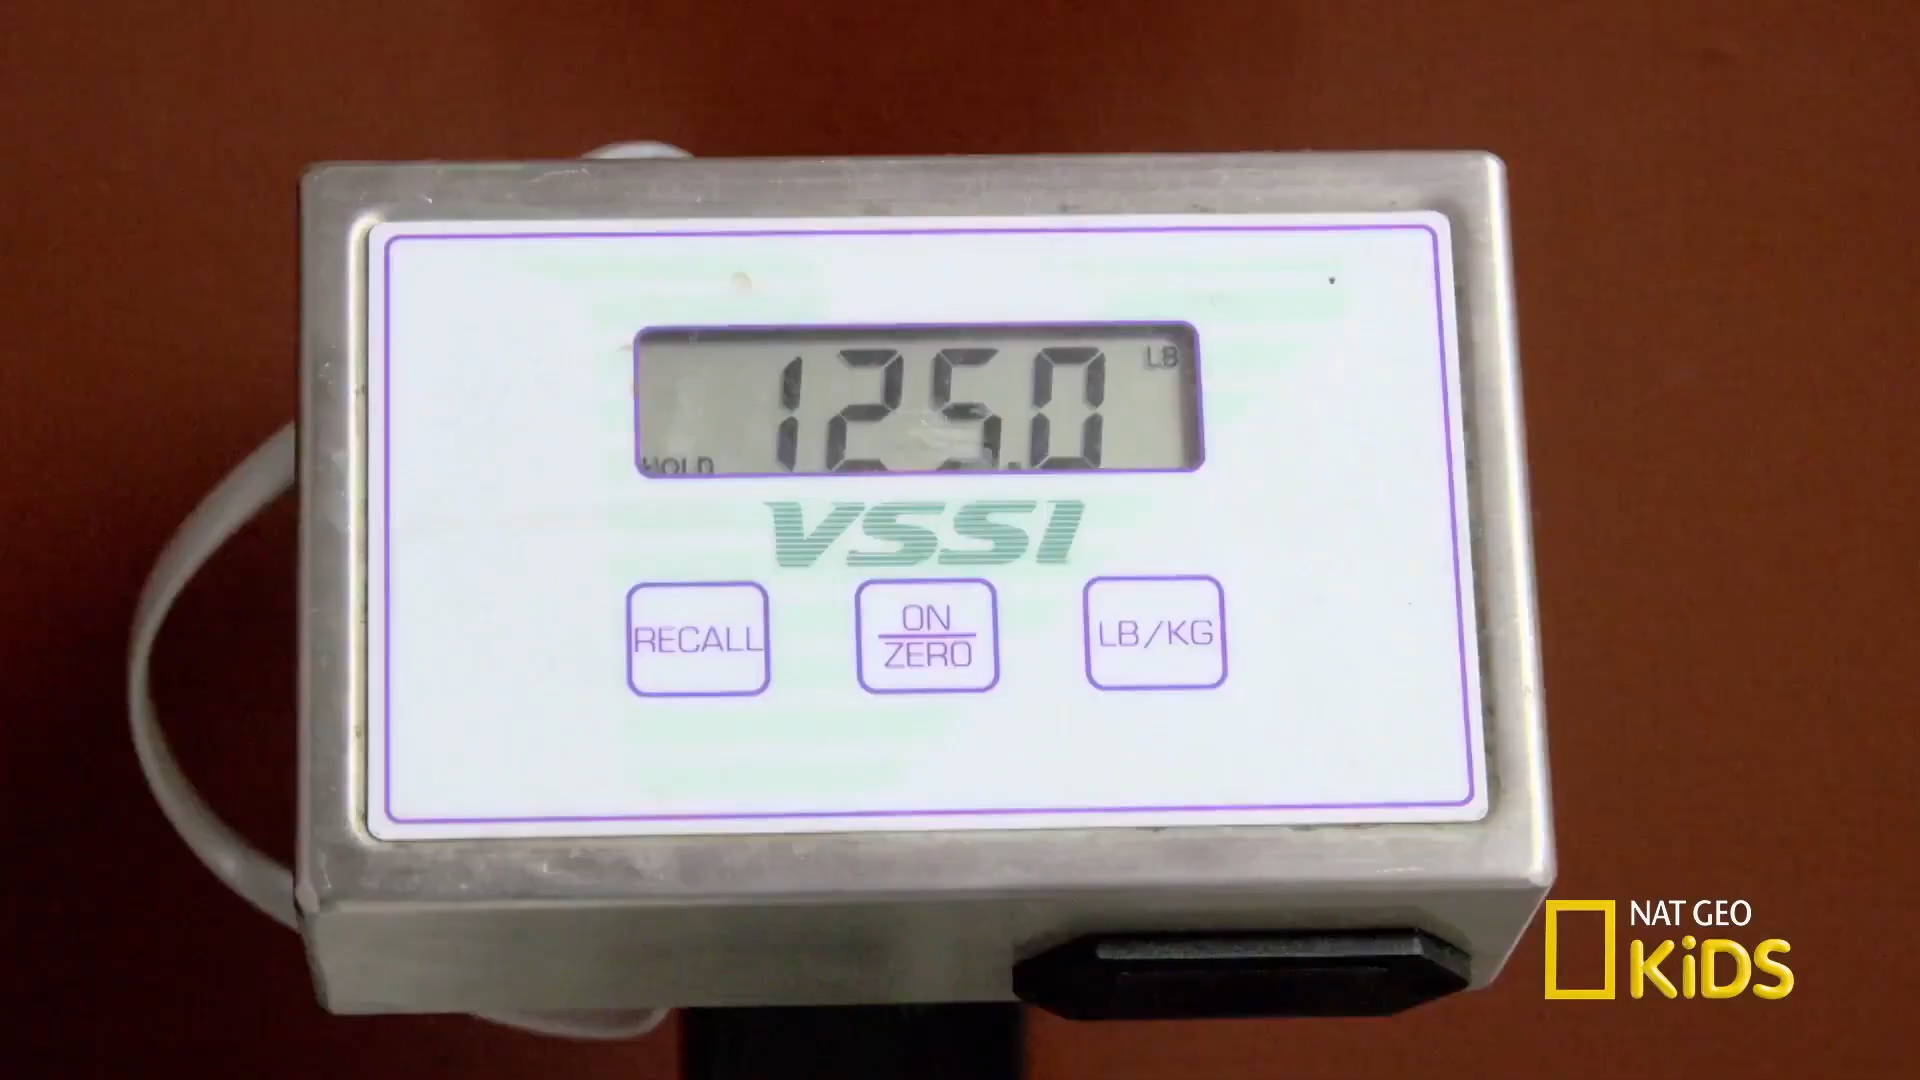 125.0 LB
HOLD
VSSI
RECALL
ON
ZERO
LB/KG
NAT GEO
KiDS